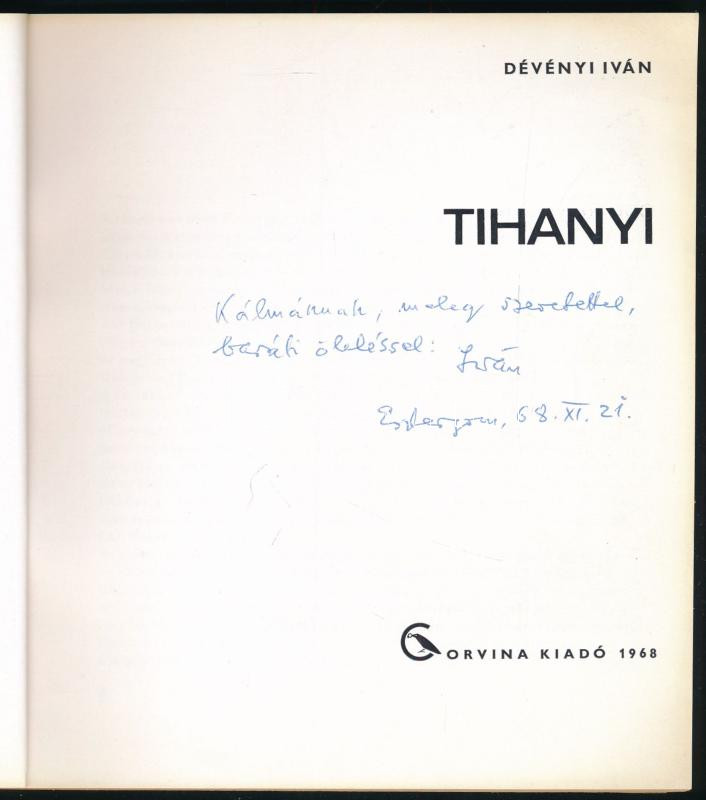 DÉVÉNYI IVÁN
TIHANYI
Kálmánnak, meleg szeretettel,
baráti öleléssel: Iván
Esztergom, 68. XI. 21.
CORVINA KIADÓ 1968